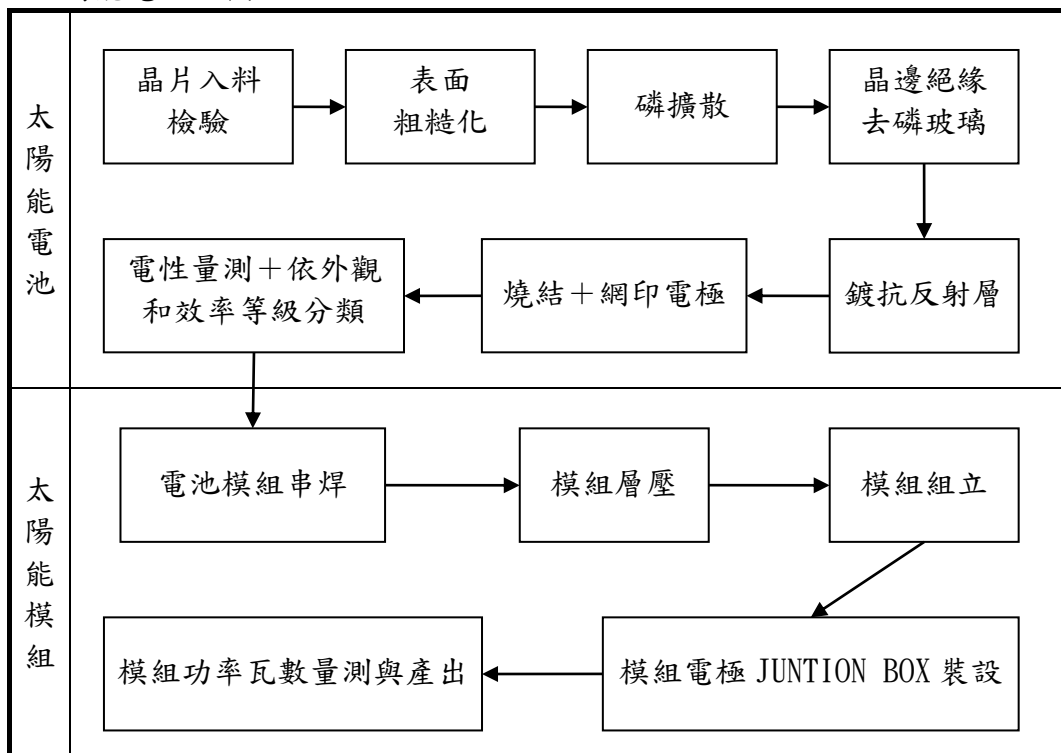 太陽能電池
晶片入料
檢驗
表面
粗糙化
磷擴散
晶邊絕緣
去磷玻璃
電性量測＋依外觀
和效率等級分類
燒結＋網印電極
鍍抗反射層
太陽能模組
電池模組串焊
模組層壓
模組組立
模組功率瓦數量測與產出
模組電極 JUNTION BOX 裝設